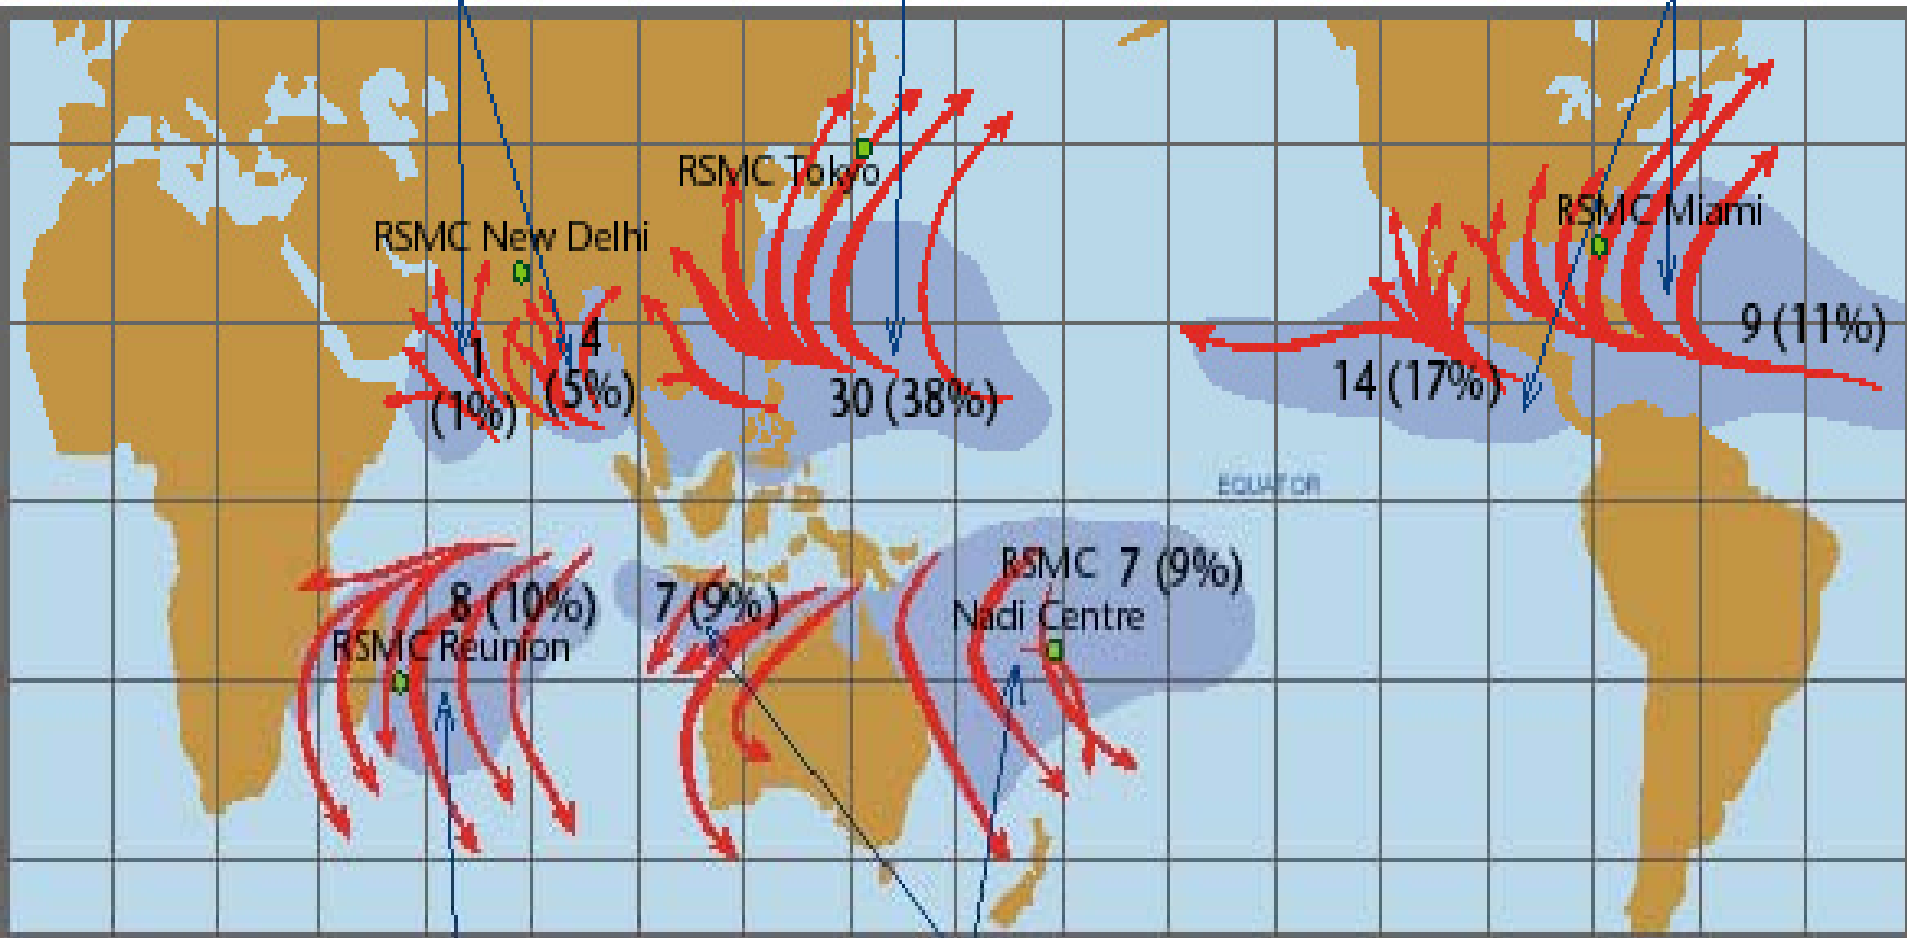 RSMC Tokyo
RSMC New Delhi
RSMC Miami
9 (11%)
1
(1%)
4
(5%)
30 (38%)
14 (17%)
EQUATOR
RSMC 7 (9%)
Nadi Centre
8 (10%)
7 (9%)
RSMC Reunion